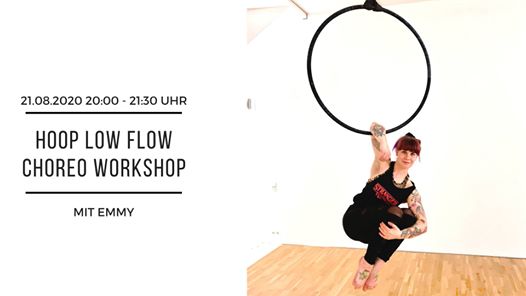 21.08.2020 20:00 - 21:30 UHR
HOOP LOW FLOW
CHOREO WORKSHOP
MIT EMMY